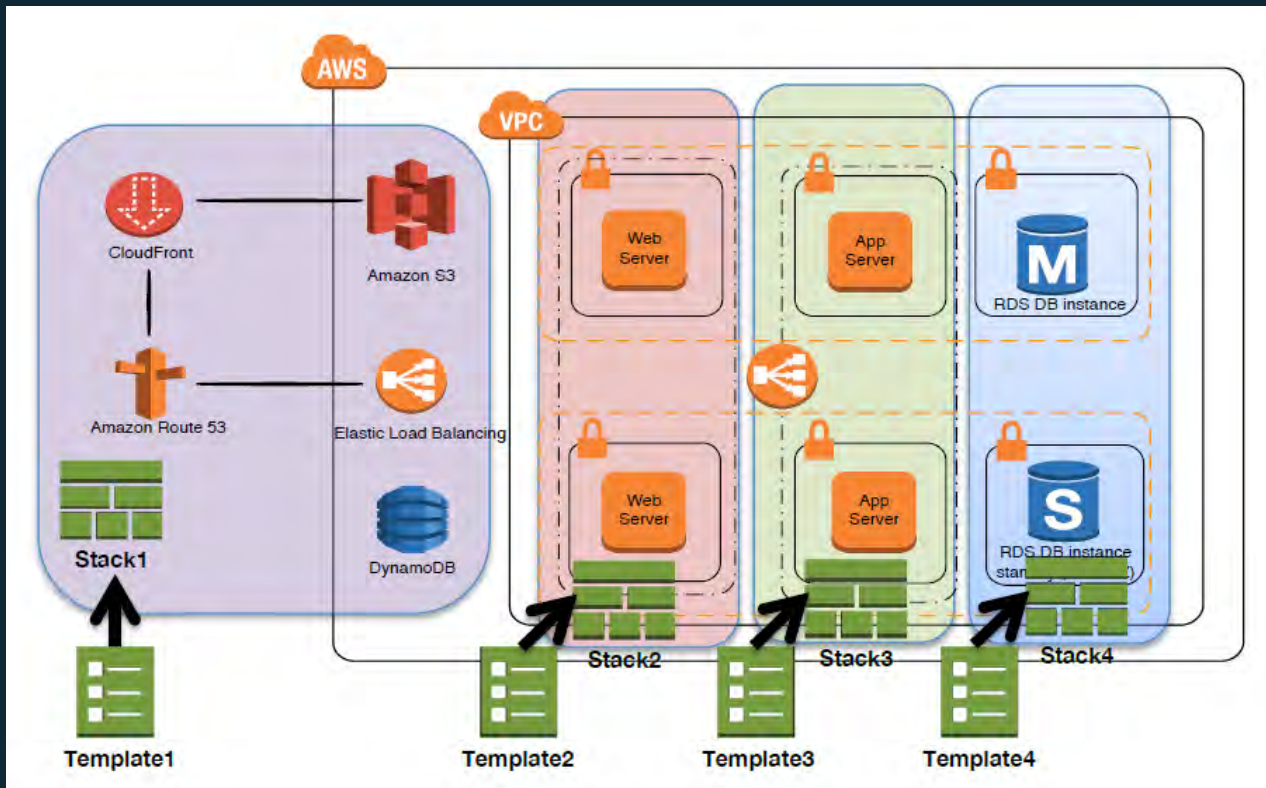 AWS
VPC
CloudFront
Amazon S3
Web
Server
App
Server
M
RDS DB instance
Amazon Route 53
Elastic Load Balancing
DynamoDB
Web
Server
App
Server
S
RDS DB instance
Stack1
Stack2
Stack3
Stack4
Template1
Template2
Template3
Template4